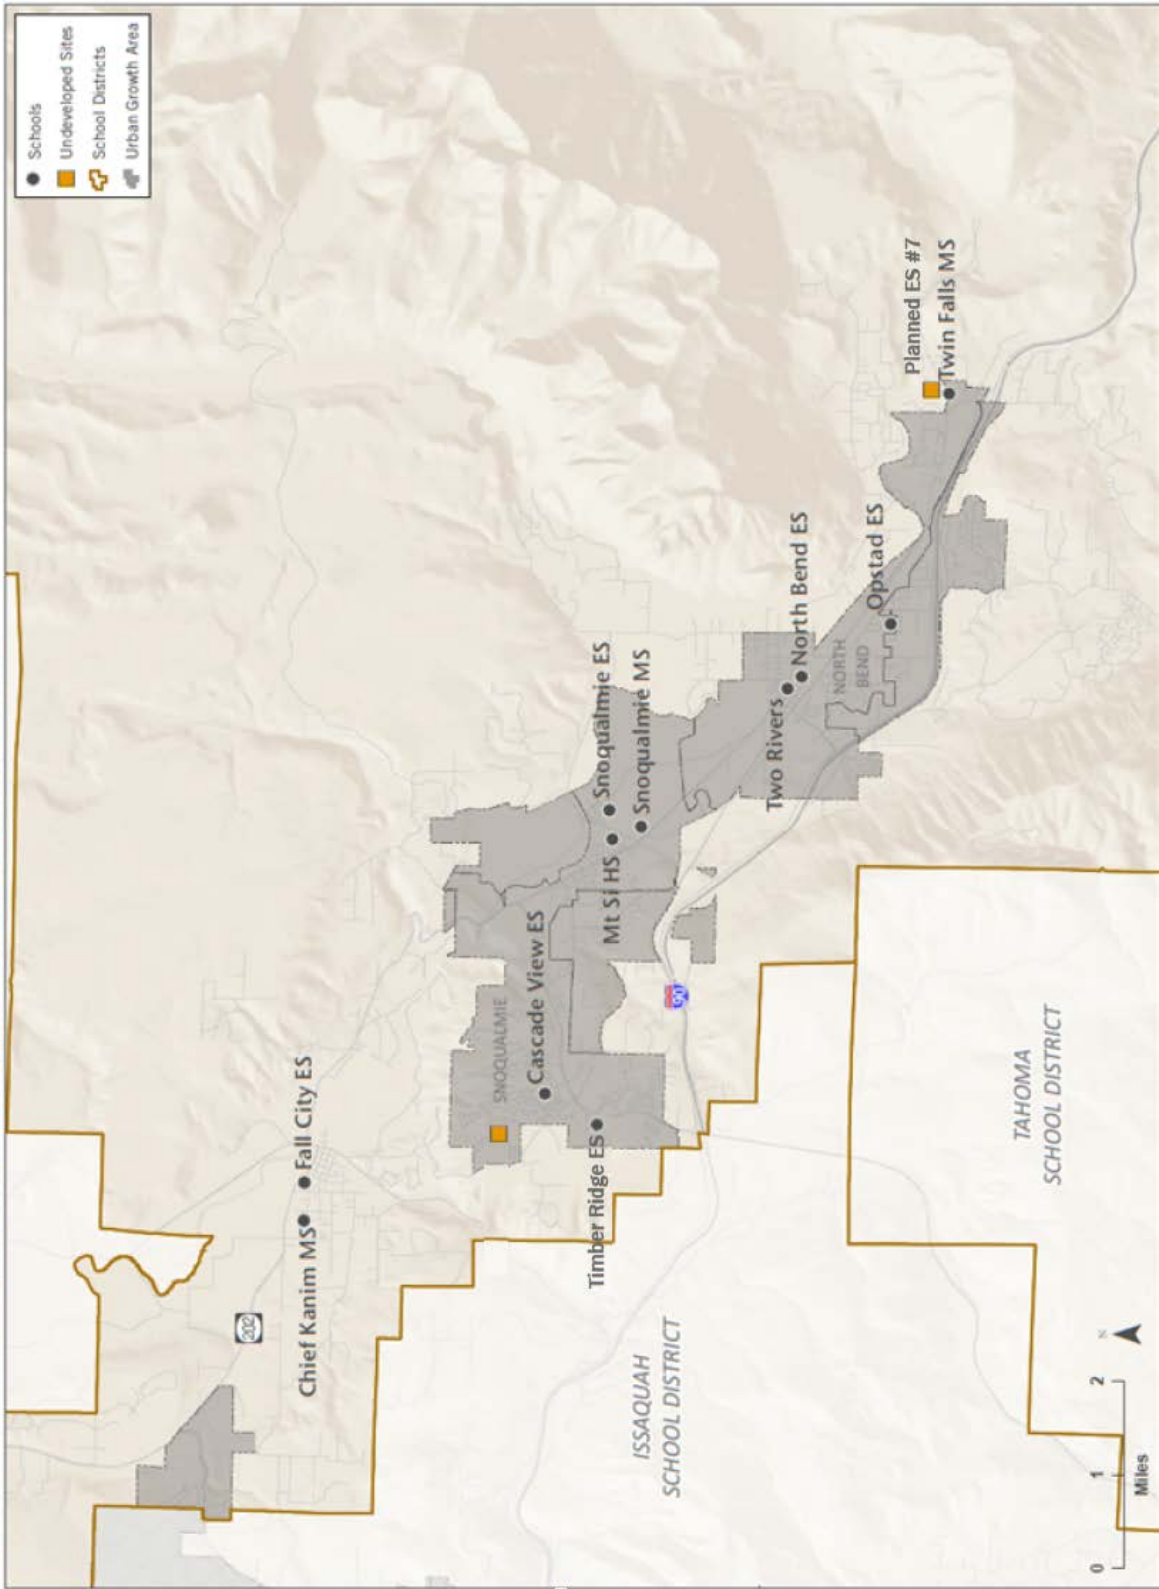 Schools
Undeveloped Sites
School Districts
Urban Growth Area
202
Chief Kanim MS
Fall City ES
SNOQUALMIE
Cascade View ES
Timber Ridge ES
Mt Si HS
Snoqualmie ES
Snoqualmie MS
90
Two Rivers
North Bend ES
NORTH
BEND
Opstad ES
Planned ES #7
Twin Falls MS
ISSAQUAH
SCHOOL DISTRICT
TAHOMA
SCHOOL DISTRICT
N
0 1 2
Miles